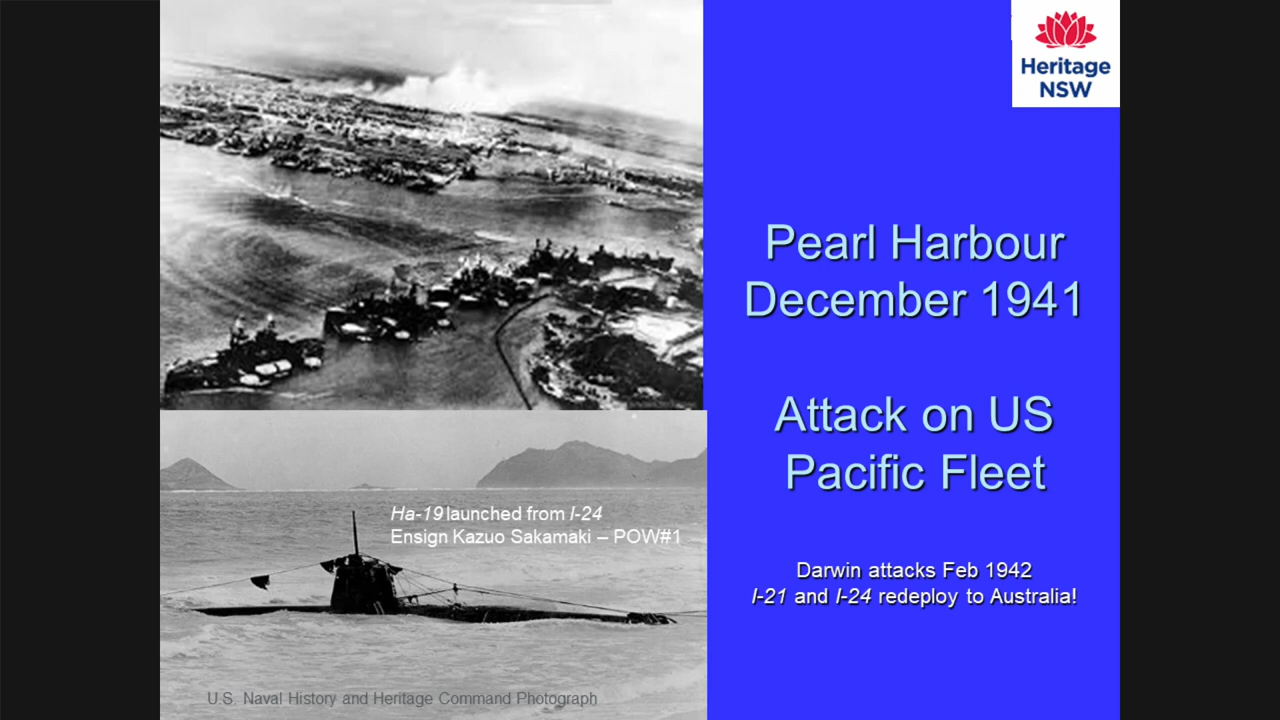 Heritage
NSW
Pearl Harbour
December 1941
Attack on US
Pacific Fleet
Darwin attacks Feb 1942
I-21 and I-24 redeploy to Australia!
Ha-19 launched from I-24
Ensign Kazuo Sakamaki – POW#1
U.S. Naval History and Heritage Command Photograph